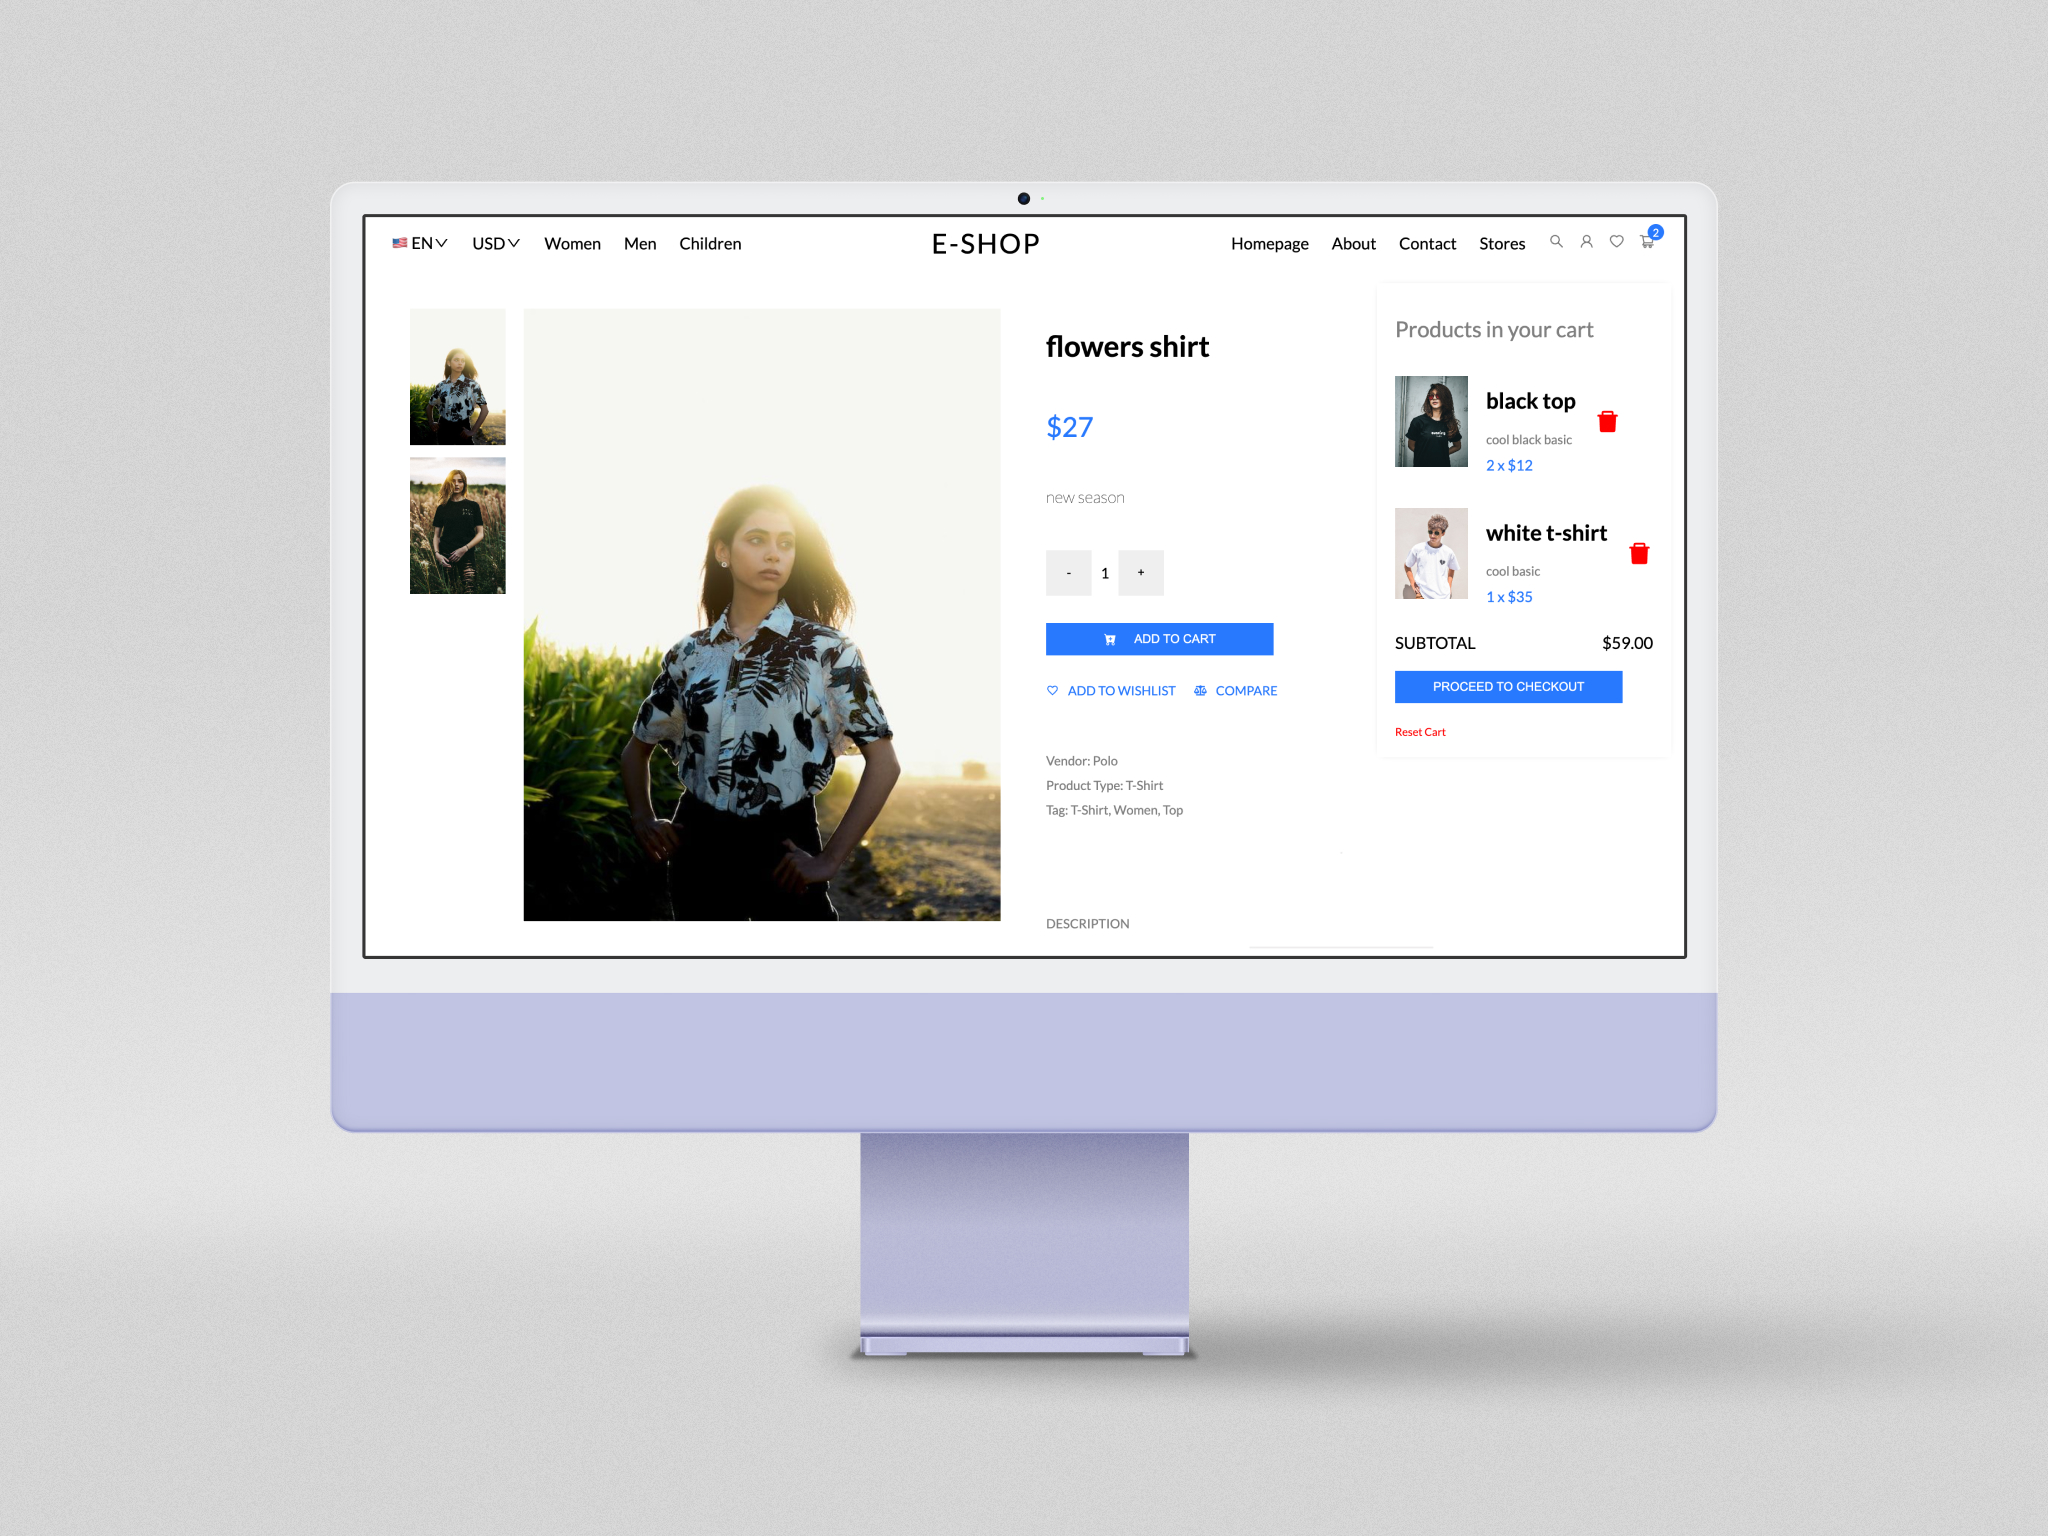 EN USD Women Men Children E-SHOP Homepage About Contact Stores 2
flowers shirt
$27
new season
- 1 +
ADD TO CART
ADD TO WISHLIST COMPARE
Vendor: Polo
Product Type: T-Shirt
Tag: T-Shirt, Women, Top
DESCRIPTION
Products in your cart
black top
cool black basic
2 x $12
white t-shirt
cool basic
1 x $35
SUBTOTAL $59.00
PROCEED TO CHECKOUT
Reset Cart